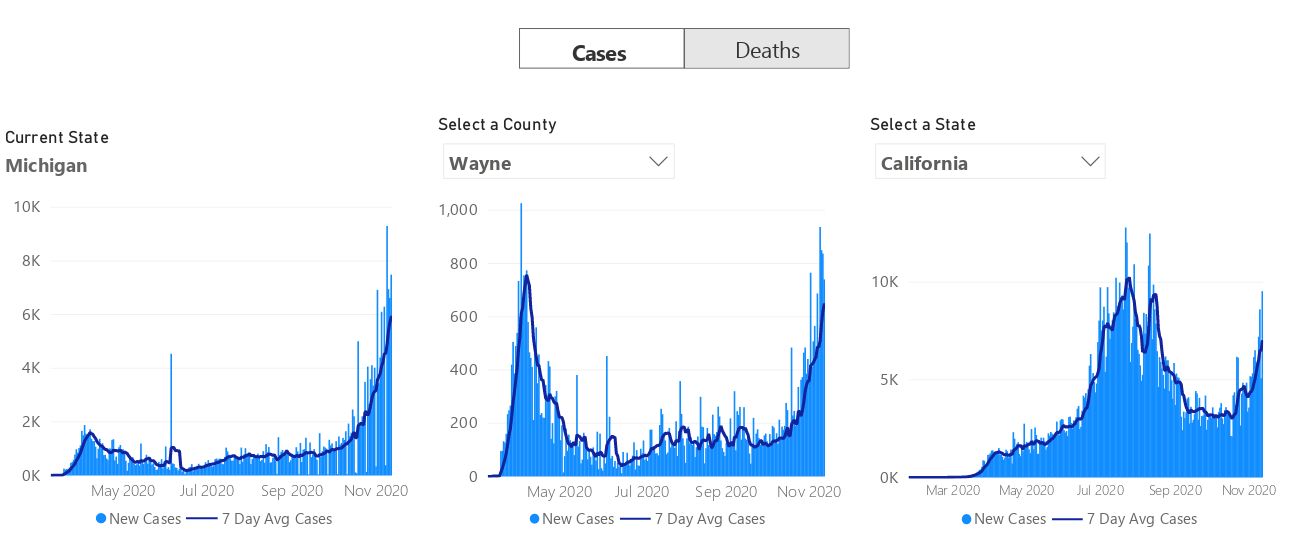 Cases Deaths
Current State
Michigan
10K
8K
6K
4K
2K
0K
May 2020 Jul 2020 Sep 2020 Nov 2020
New Cases 7 Day Avg Cases
Select a County
Wayne
1,000
800
600
400
200
0
May 2020 Jul 2020 Sep 2020 Nov 2020
New Cases 7 Day Avg Cases
Select a State
California
10K
5K
0K
Mar 2020 May 2020 Jul 2020 Sep 2020 Nov 2020
New Cases 7 Day Avg Cases